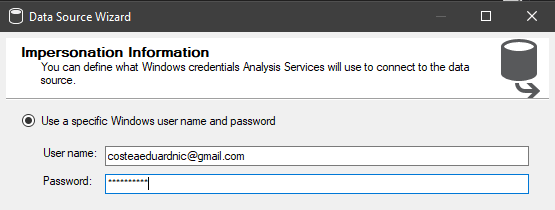 Data Source Wizard
Impersonation Information
You can define what Windows credentials Analysis Services will use to connect to the data
source.
Use a specific Windows user name and password
User name: costeaeduardnic@gmail.com
Password: **********